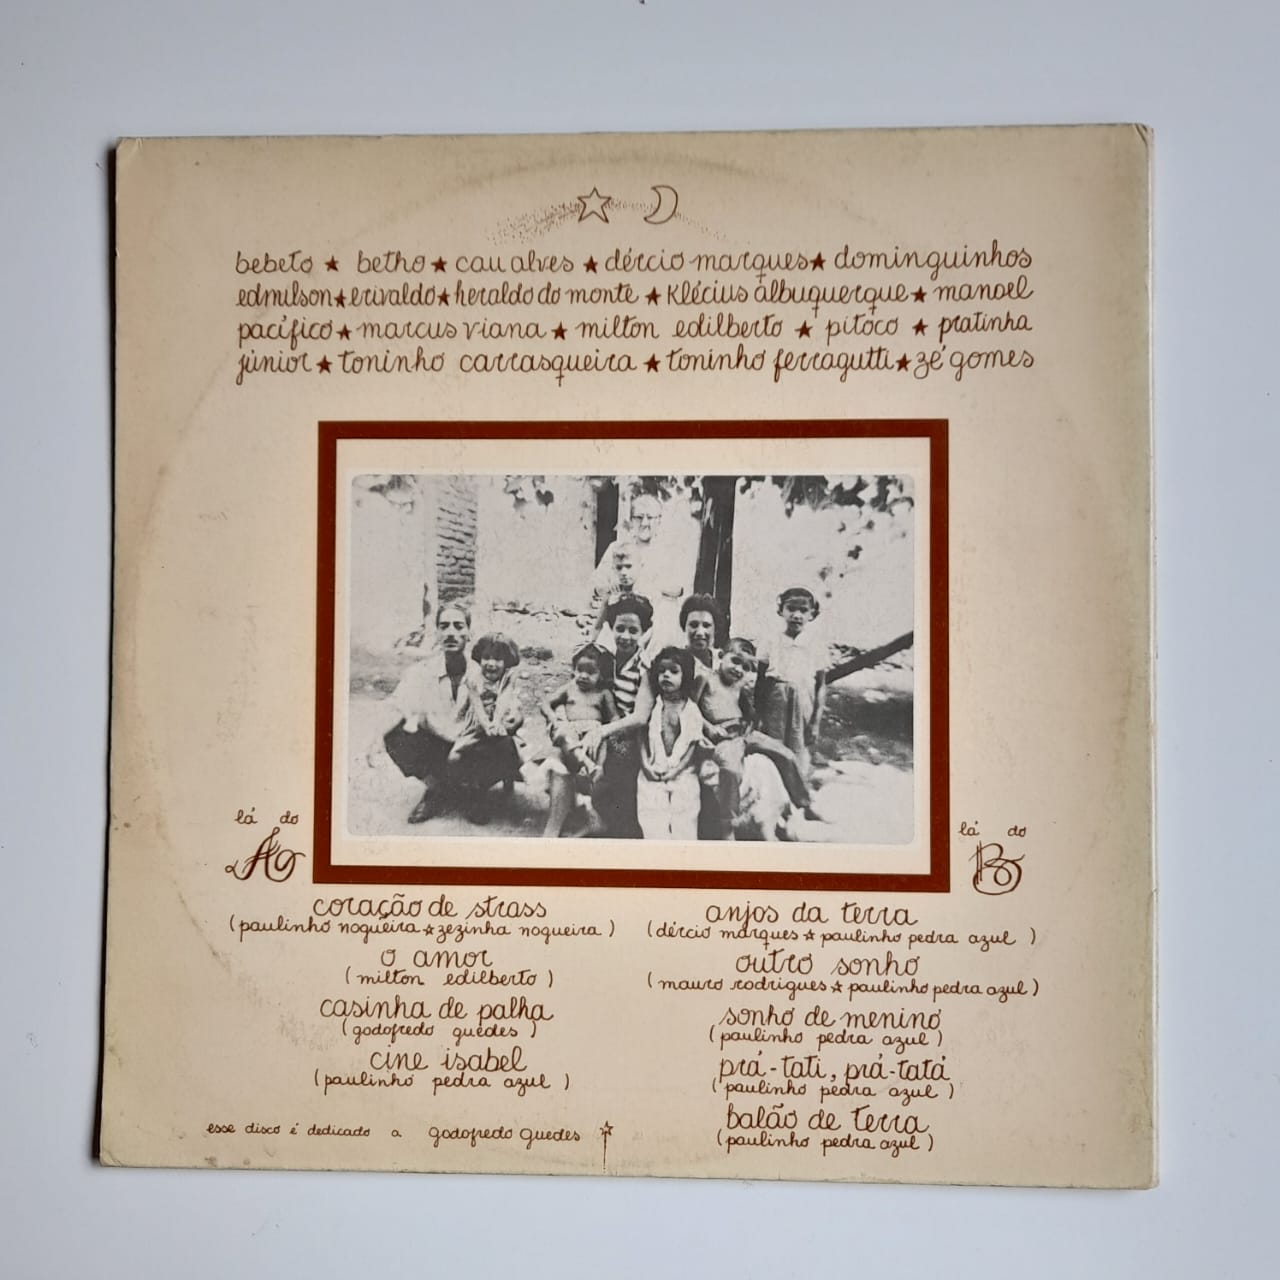 bebeto ★ betho ★ cau alves ★ dércio marques ★ dominguinhos
edmilson ★ erivaldo ★ heraldo do monte ★ klécius albuquerque ★ manoel
pacífico ★ marcus viana ★ milton edilberto ★ pitôco ★ pratinha
júnior ★ toninho carrasqueira ★ toninho ferragutti ★ zé gomes
lá do
A
lá do
B
coração de strass
(paulinho nogueira ☆ zezinha nogueira)
o amor
(milton edilberto)
casinha de palha
(godofredo guedes)
cine isabel
(paulinho pedra azul)
anjos da terra
(dércio marques ☆ paulinho pedra azul)
outro sonho
(mauro rodrigues ☆ paulinho pedra azul)
sonho de menino
(paulinho pedra azul)
prá-tati, prá-tatá
(paulinho pedra azul)
balão de terra
(paulinho pedra azul)
esse disco é dedicado a godofredo guedes